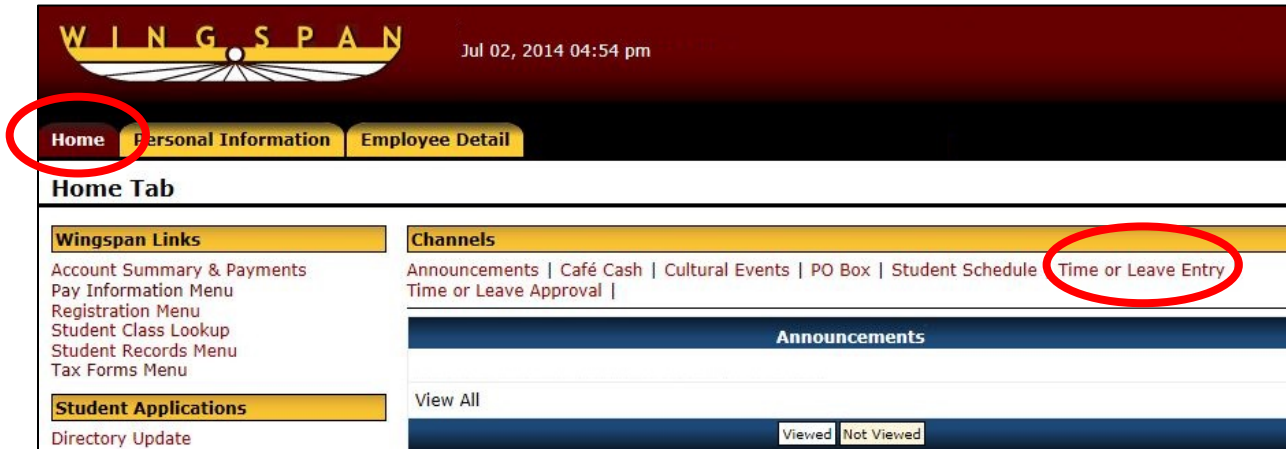 WINGSPAN
Jul 02, 2014 04:54 pm
Home Personal Information Employee Detail
Home Tab
Wingspan Links
Account Summary & Payments
Pay Information Menu
Registration Menu
Student Class Lookup
Student Records Menu
Tax Forms Menu
Student Applications
Directory Update
Channels
Announcements | Café Cash | Cultural Events | PO Box | Student Schedule Time or Leave Entry
Time or Leave Approval |
Announcements
View All
Viewed Not Viewed